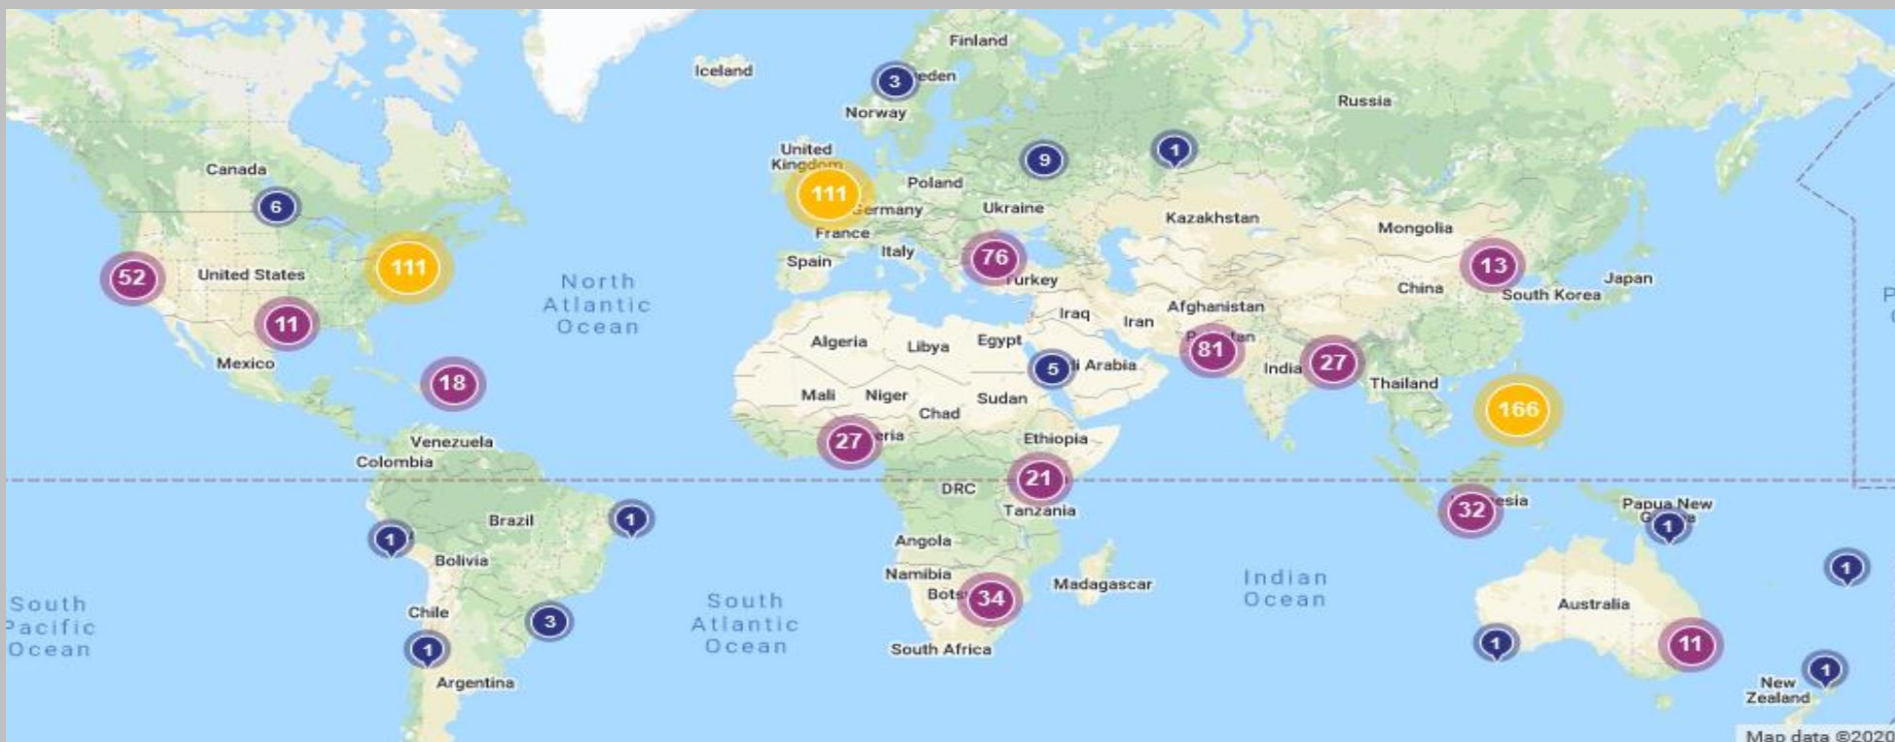 Finland
Iceland
3
eden
Russia
Norway
United
Kingdom
1
9
Canada
Poland
111
Germany
6
Ukraine
Kazakhstan
Mongolia
France
Italy
76
111
Spain
13
52
United States
Turkey
Japan
North
Atlantic
Ocean
China
South Korea
Afghanistan
Iraq
Iran
11
Algeria
Libya
Egypt
81
tan
27
Mexico
India
5
di Arabia
18
Thailand
Mali
Niger
Sudan
Chad
166
27
eria
Venezuela
Ethiopia
Colombia
21
DRC
32
esia
Tanzania
Papua New
1
Brazil
1
1
Angola
Bolivia
1
Namibia
Madagascar
Indian
Ocean
Bots
34
South
Pacific
Ocean
Chile
South
Atlantic
Ocean
Australia
3
1
South Africa
1
11
1
Argentina
New
Zealand
Map data ©2020